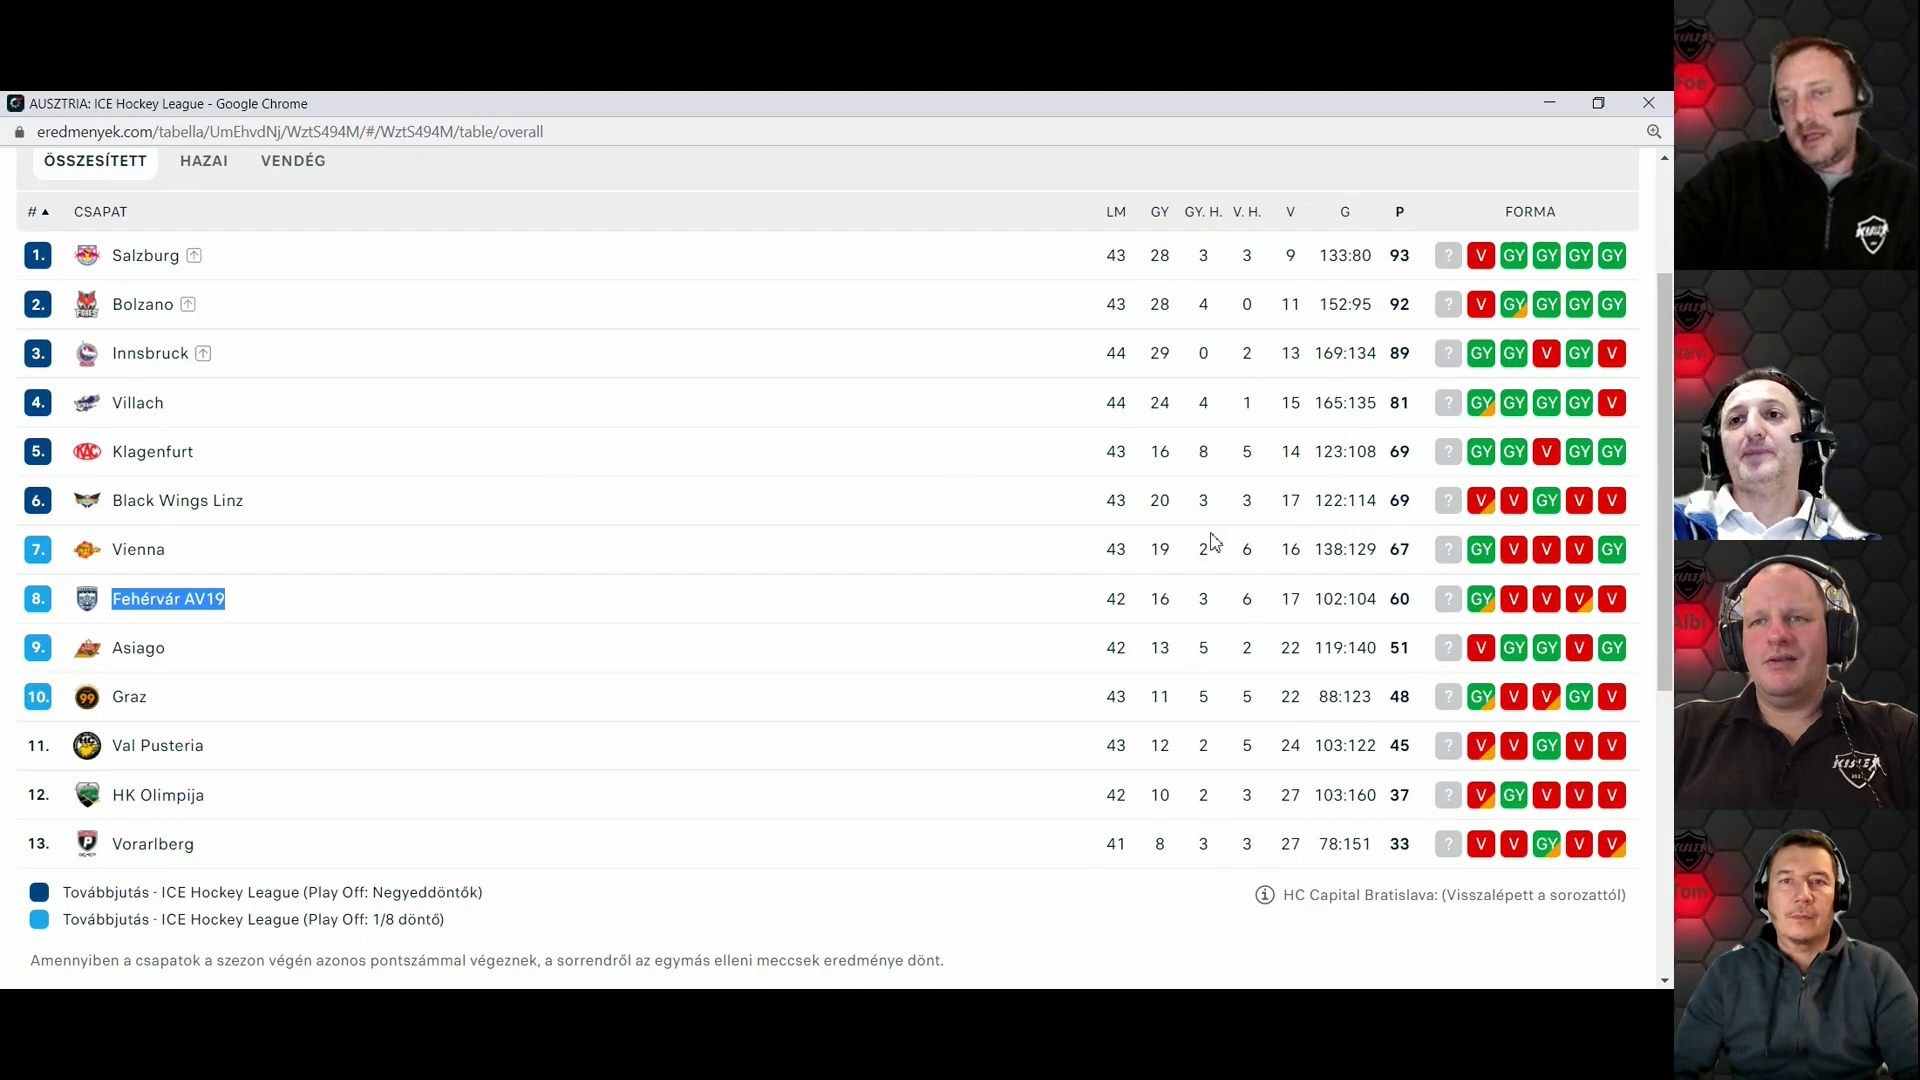 AUSZTRIA: ICE Hockey League - Google Chrome
eredmenyek.com/tabella/UmEhvdNj/WztS494M/#/WztS494M/table/overall
ÖSSZESÍTETT HAZAI VENDÉG
# CSAPAT LM GY GY. H. V. H. V G P FORMA
1. Salzburg 43 28 3 3 9 133:80 93 ? V GY GY GY GY
2. Bolzano 43 28 4 0 11 152:95 92 ? V GY GY GY GY
3. Innsbruck 44 29 0 2 13 169:134 89 ? GY GY V GY V
4. Villach 44 24 4 1 15 165:135 81 ? GY GY GY GY V
5. Klagenfurt 43 16 8 5 14 123:108 69 ? GY GY V GY GY
6. Black Wings Linz 43 20 3 3 17 122:114 69 ? V V GY V V
7. Vienna 43 19 2 6 16 138:129 67 ? GY V V V GY
8. Fehérvár AV19 42 16 3 6 17 102:104 60 ? GY V V V V
9. Asiago 42 13 5 2 22 119:140 51 ? V GY GY V GY
10. Graz 43 11 5 5 22 88:123 48 ? GY V V GY V
11. Val Pusteria 43 12 2 5 24 103:122 45 ? V V GY V V
12. HK Olimpija 42 10 2 3 27 103:160 37 ? V GY V V V
13. Vorarlberg 41 8 3 3 27 78:151 33 ? V V GY V V
Továbbjutás - ICE Hockey League (Play Off: Negyeddöntők)
Továbbjutás - ICE Hockey League (Play Off: 1/8 döntő)
HC Capital Bratislava: (Visszalépett a sorozattól)
Amennyiben a csapatok a szezon végén azonos pontszámmal végeznek, a sorrendről az egymás elleni meccsek eredménye dönt.
Foe
Albi
Tom